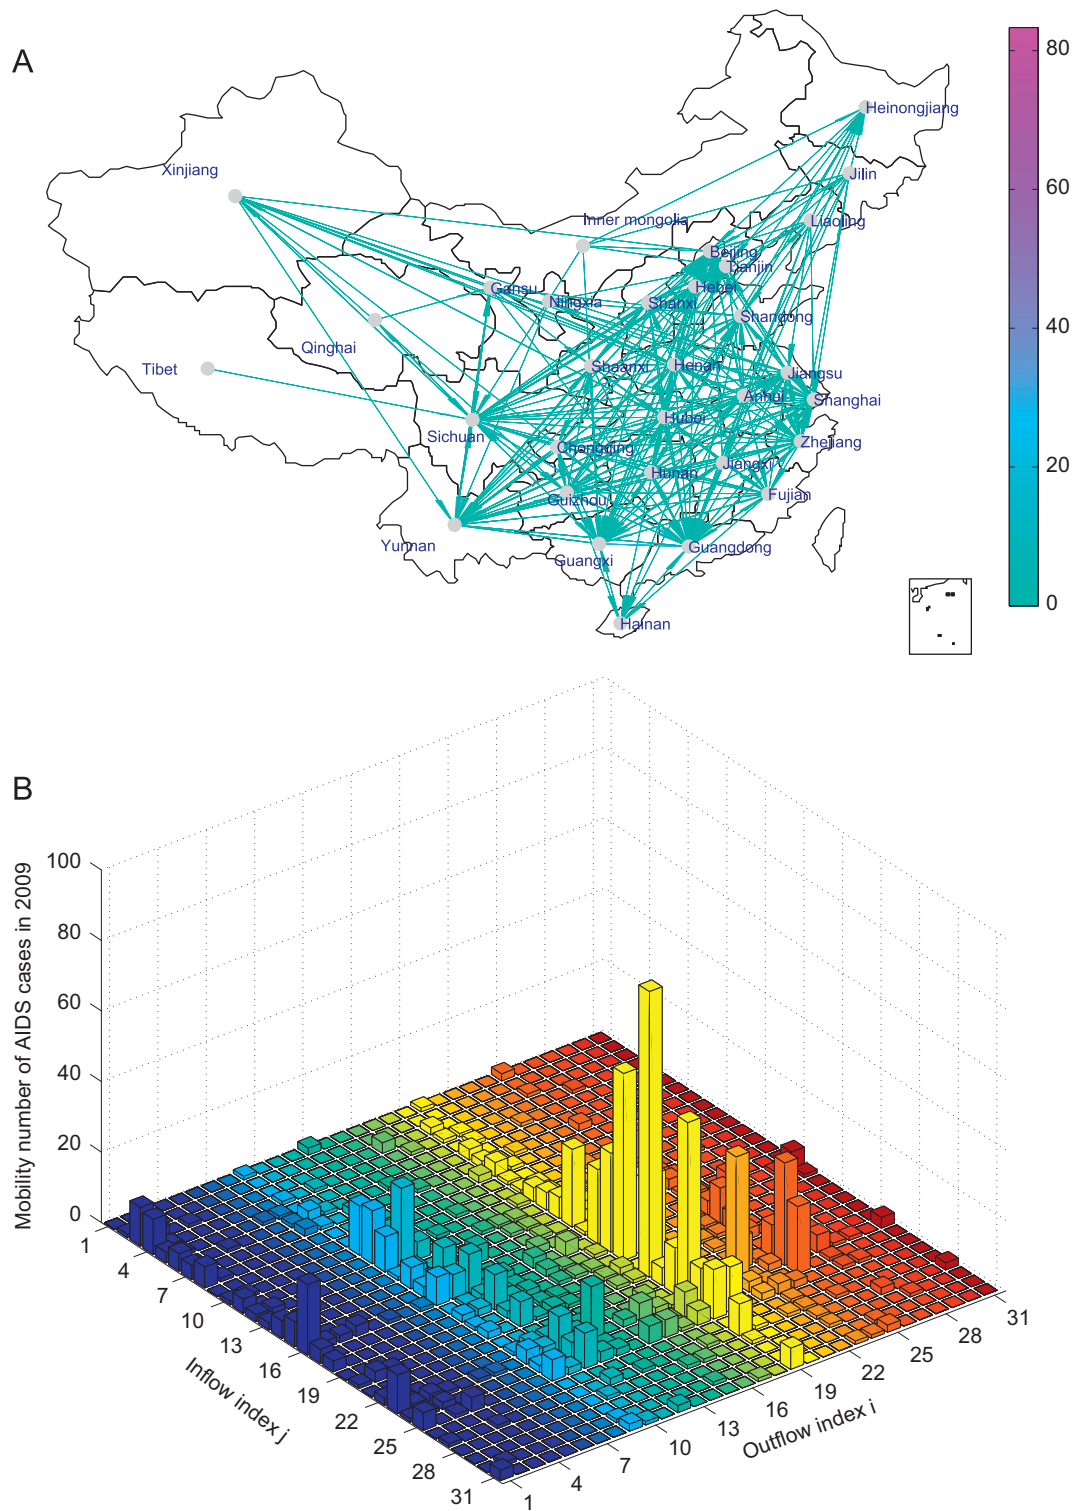 A
80
60
40
20
0
Heinongjiang
Jilin
Liaojing
Xinjiang
Inner mongolia
Beijing
Tianjin
Hebei
Gansu
Ningxia
Shanxi
Shangong
Qinghai
Tibet
Shaanxi
Henan
Jiangsu
Anhui
Shanghai
Sichuan
Hubei
Zhejiang
Chongqing
Jiangxi
Hunan
Guizhou
Fujian
Yunnan
Guangxi
Guangdong
Hainan
B
Mobility number of AIDS cases in 2009
100
80
60
40
20
0
1
4
7
10
13
16
19
22
25
28
31
Inflow index j
1
4
7
10
13
16
19
22
25
28
31
Outflow index i